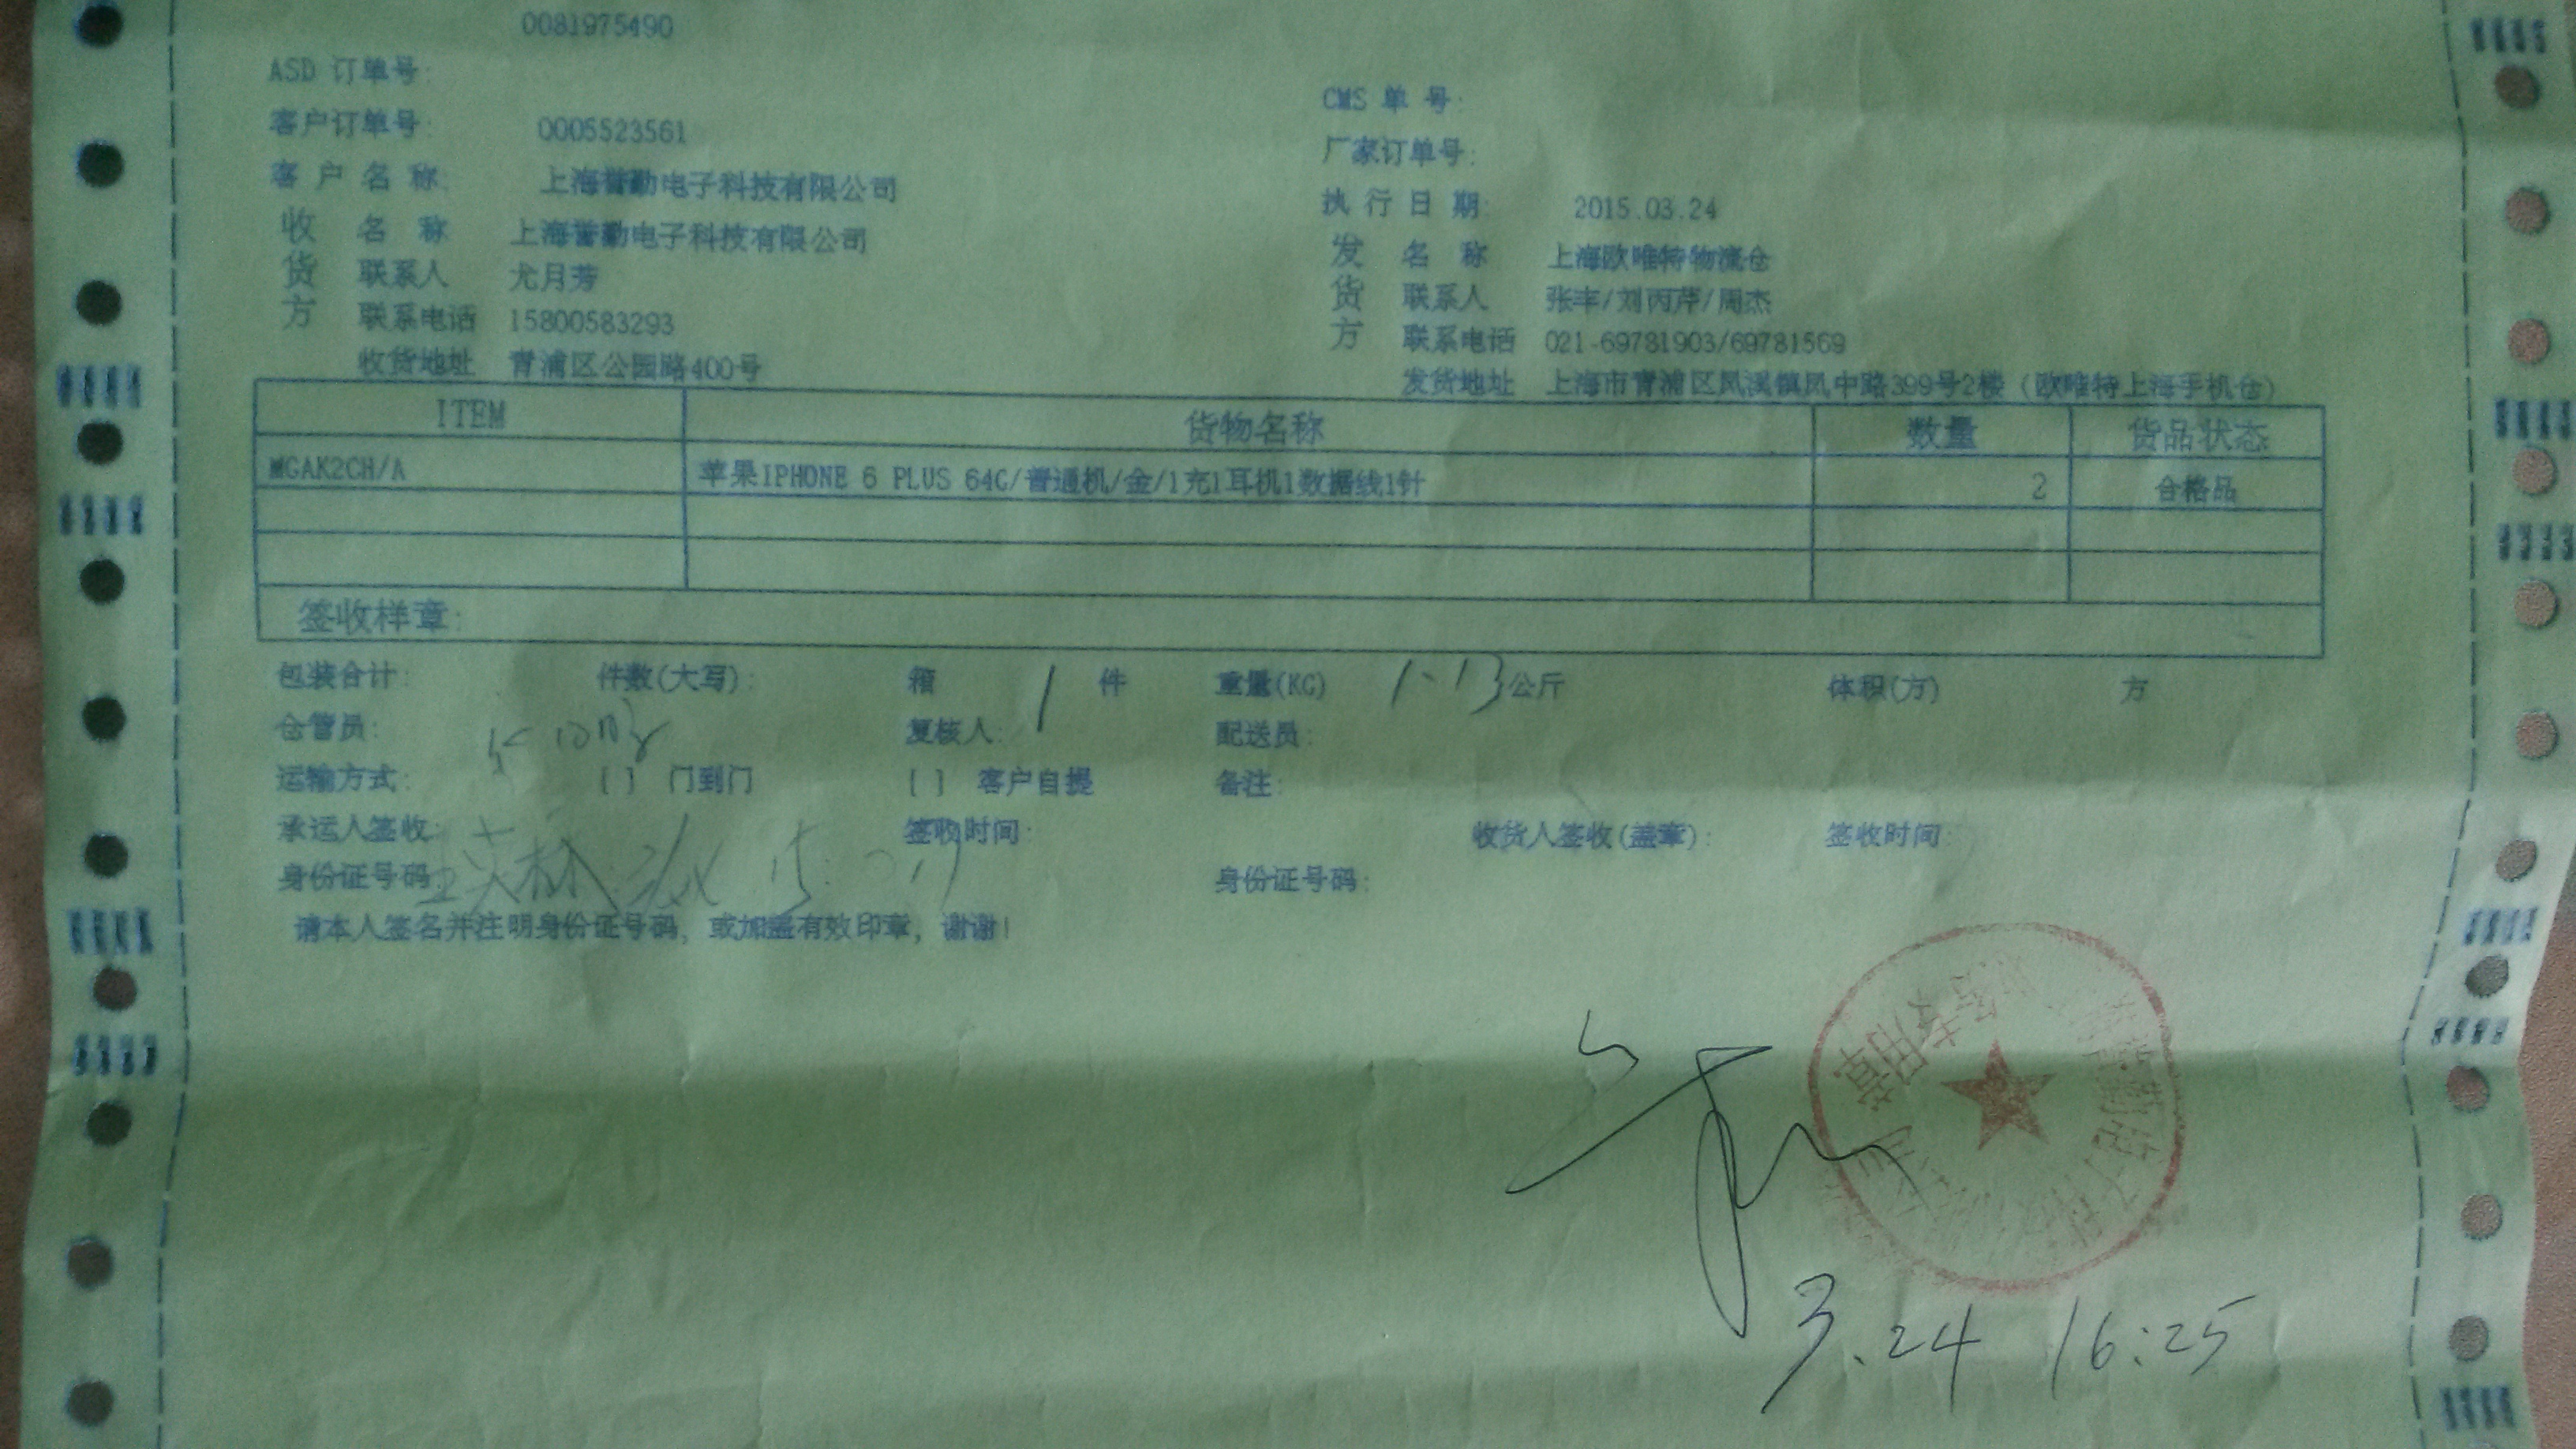 0081975490
ASD 订单号:
CMS 单 号:
客户订单号: 0005523561
厂家订单号:
客 户 名 称: 上海誉勤电子科技有限公司
执 行 日 期: 2015.03.24
收货方
名 称 上海誉勤电子科技有限公司
联系人 尤月芳
联系电话 15800583293
收货地址 青浦区公园路400号
发货方
名 称 上海欧唯特物流仓
联系人 张丰/刘丙芹/周杰
联系电话 021-69781903/69781569
发货地址 上海市青浦区凤溪镇凤中路399号2楼 (欧唯特上海手机仓)
ITEM 货物名称 数量 货品状态
MGAK2CH/A 苹果IPHONE 6 PLUS 64G/普通机/金/1充1耳机1数据线1针 2 合格品
签收样章:
包装合计: 件数(大写): 箱 1 件 重量(KG) 1.13 公斤 体积(方) 方
仓管员: 复核人: 配送员:
运输方式: [ ] 门到门 [ ] 客户自提 备注:
承运人签收: 签收时间: 收货人签收(盖章): 签收时间:
身份证号码: 身份证号码:
请本人签名并注明身份证号码, 或加盖有效印章, 谢谢!
3.24 16:25